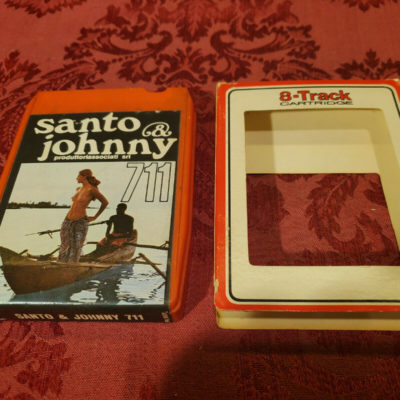 santo &
johnny
produttoriassociati srl
711
SANTO & JOHNNY 711
8-Track
CARTRIDGE